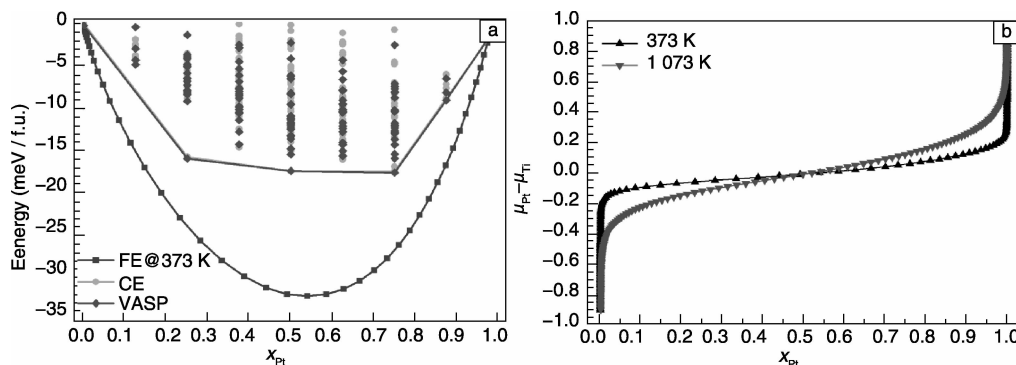 a
Eenergy (meV / f.u.)
0
−5
−10
−15
−20
−25
−30
−35
FE@373 K
CE
VASP
0.0 0.1 0.2 0.3 0.4 0.5 0.6 0.7 0.8 0.9 1.0
xPt
b
μPt−μTi
1.0
0.8
0.6
0.4
0.2
0.0
−0.2
−0.4
−0.6
−0.8
−1.0
373 K
1 073 K
0.0 0.1 0.2 0.3 0.4 0.5 0.6 0.7 0.8 0.9 1.0
xPt